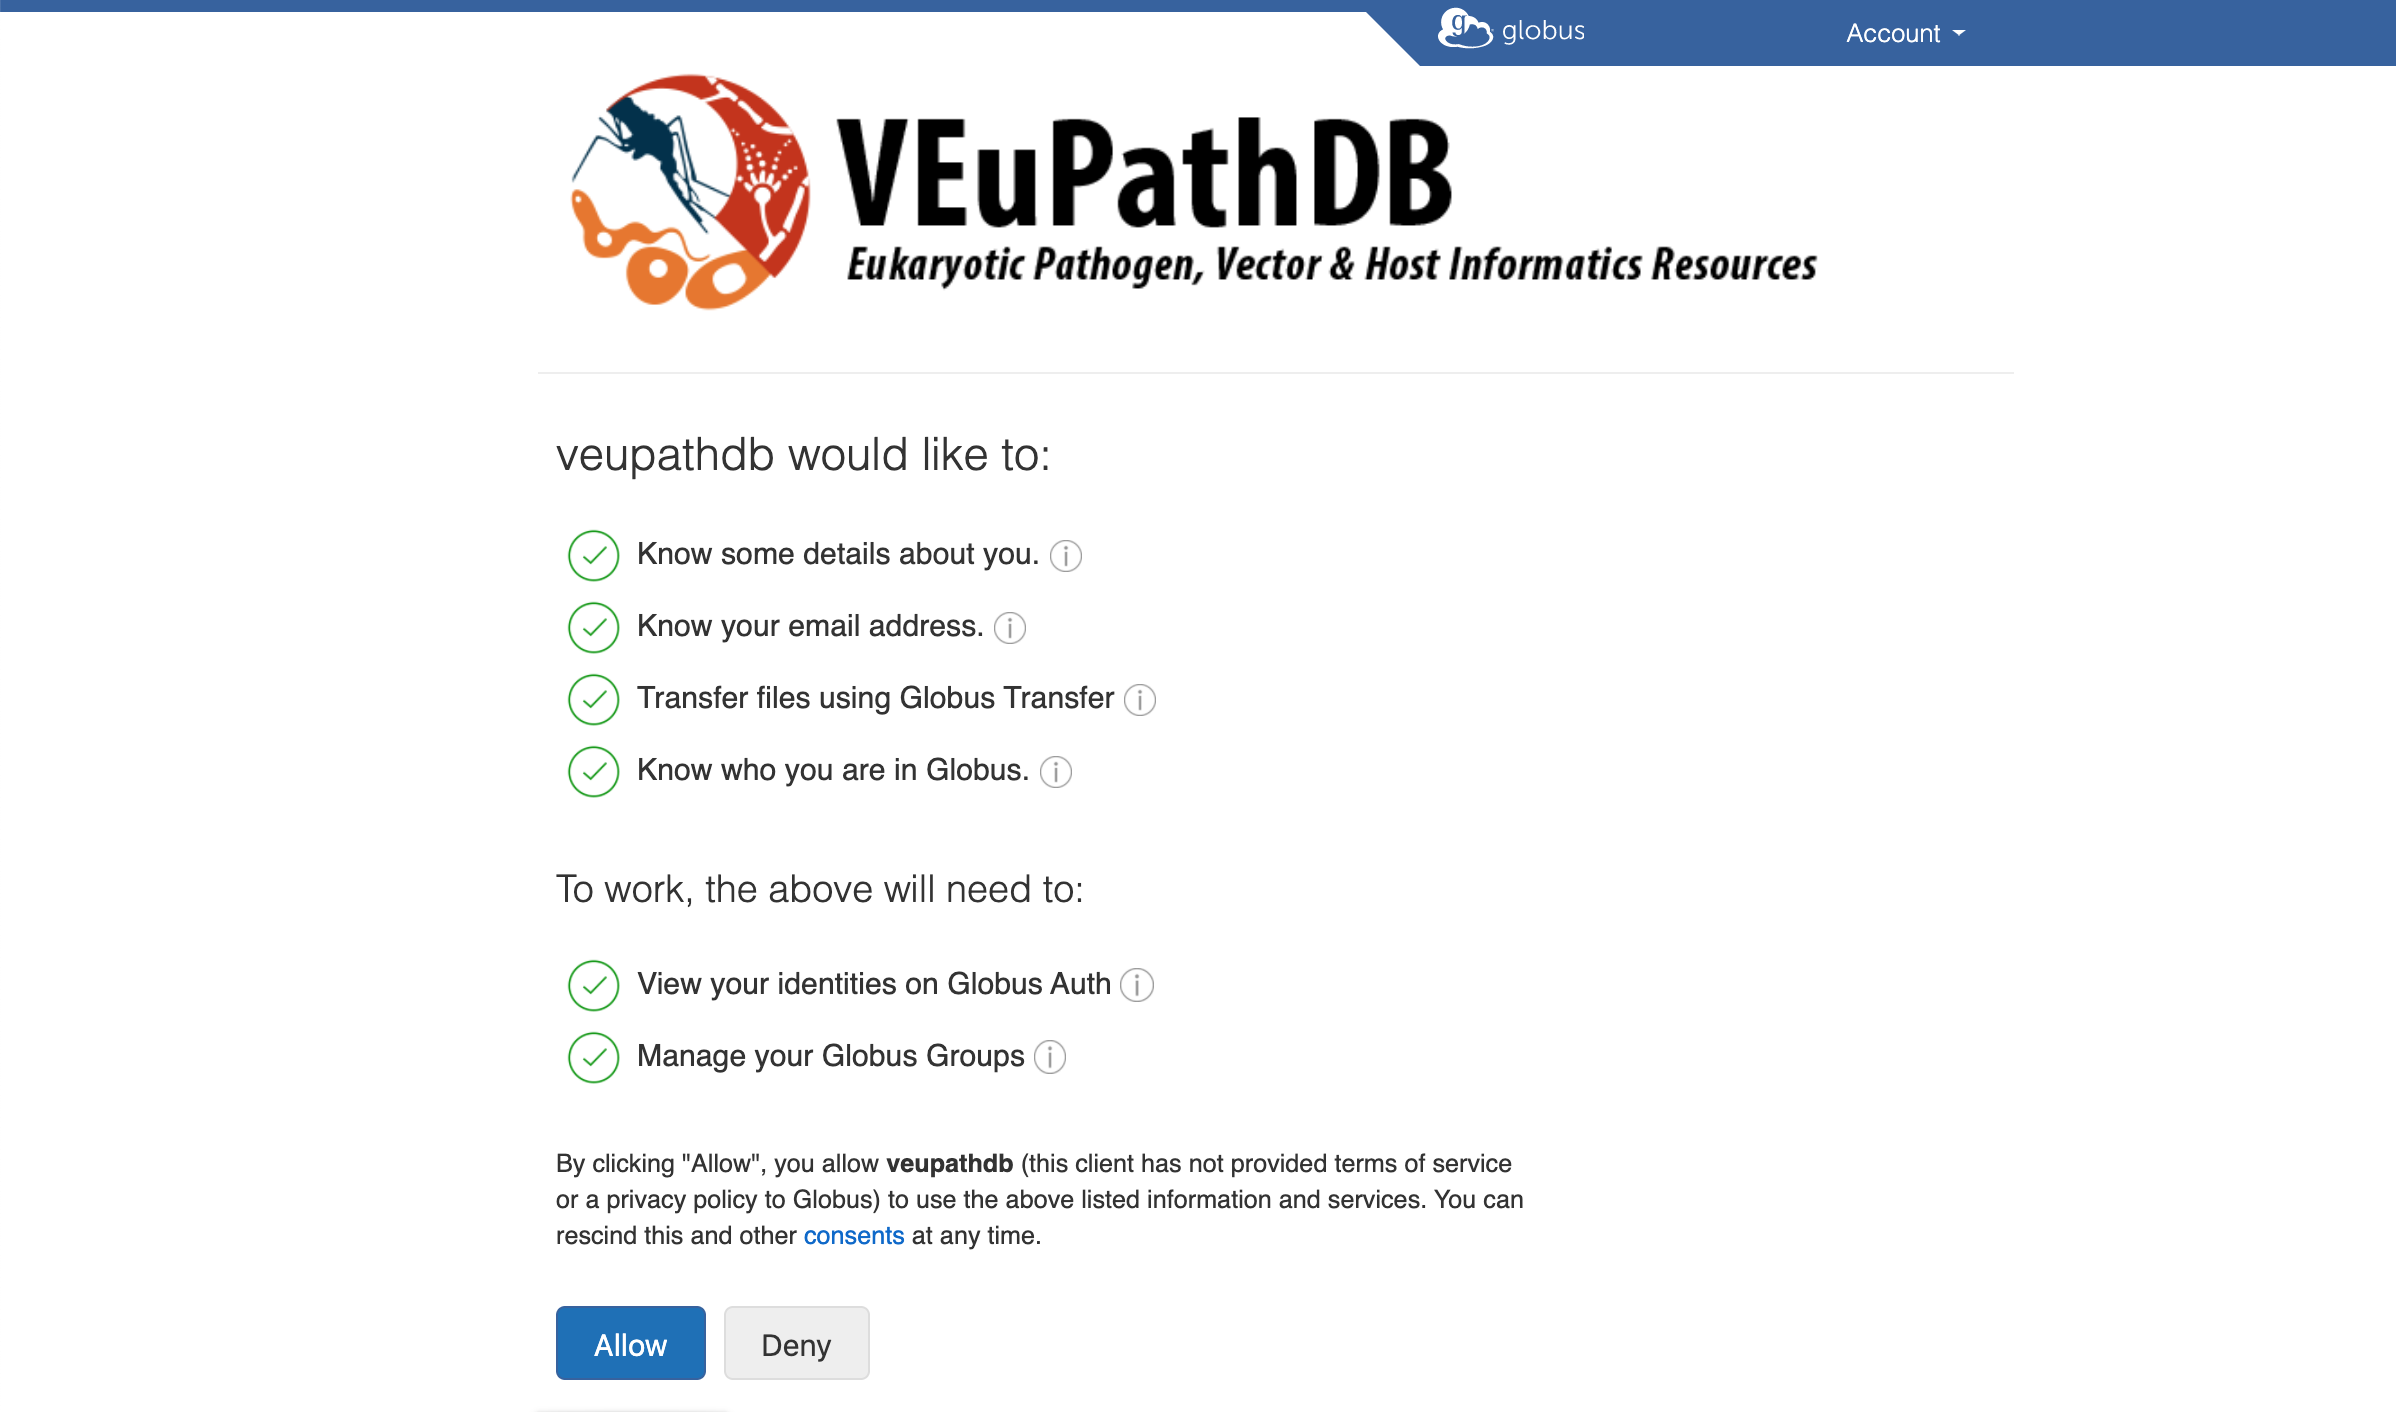 globus
Account
VEuPathDB
Eukaryotic Pathogen, Vector & Host Informatics Resources
veupathdb would like to:
Know some details about you.
Know your email address.
Transfer files using Globus Transfer
Know who you are in Globus.
To work, the above will need to:
View your identities on Globus Auth
Manage your Globus Groups
By clicking "Allow", you allow veupathdb (this client has not provided terms of service
or a privacy policy to Globus) to use the above listed information and services. You can
rescind this and other consents at any time.
Allow
Deny